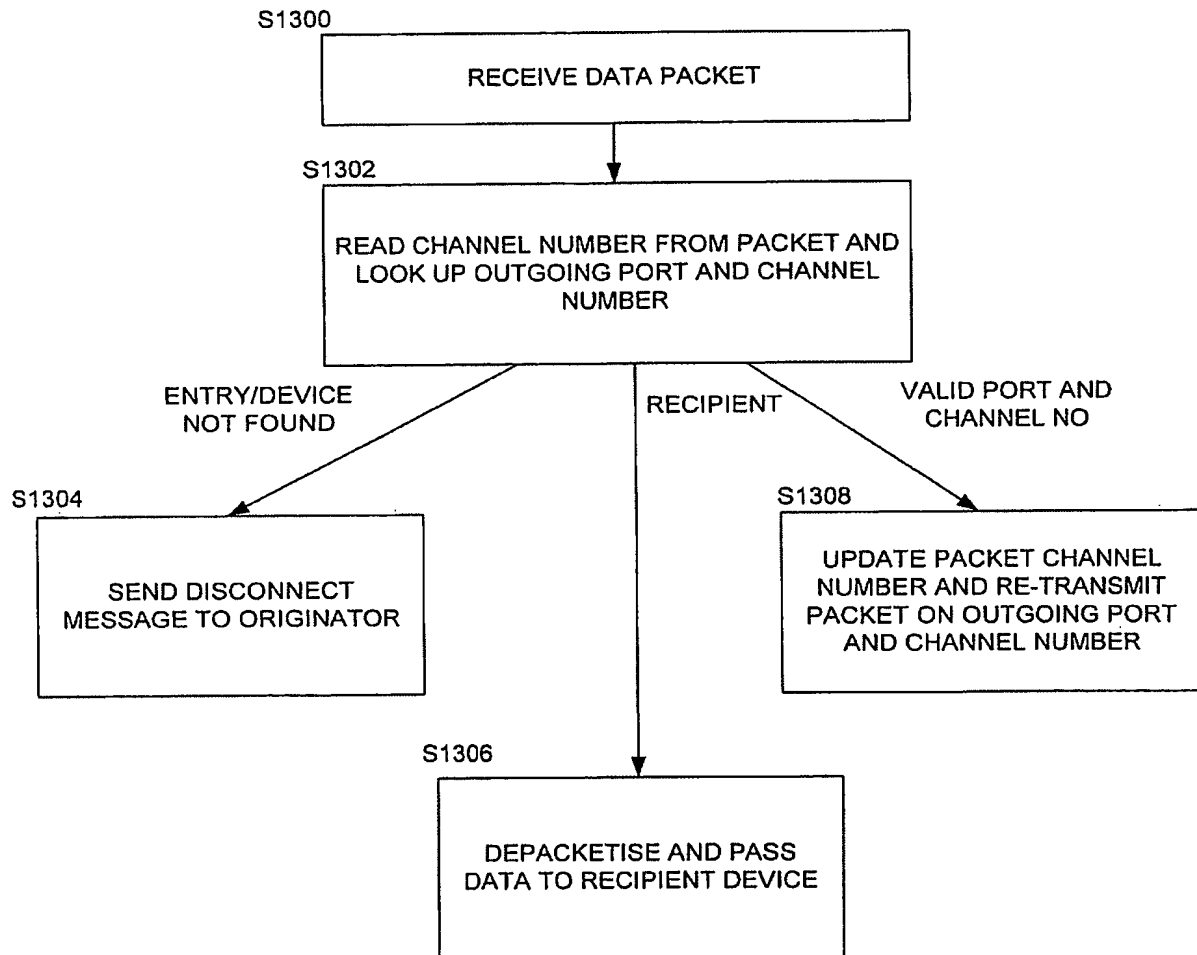 S1300
RECEIVE DATA PACKET
S1302
READ CHANNEL NUMBER FROM PACKET AND
LOOK UP OUTGOING PORT AND CHANNEL
NUMBER
ENTRY/DEVICE
NOT FOUND
RECIPIENT
VALID PORT AND
CHANNEL NO
S1304
SEND DISCONNECT
MESSAGE TO ORIGINATOR
S1308
UPDATE PACKET CHANNEL
NUMBER AND RE-TRANSMIT
PACKET ON OUTGOING PORT
AND CHANNEL NUMBER
S1306
DEPACKETISE AND PASS
DATA TO RECIPIENT DEVICE